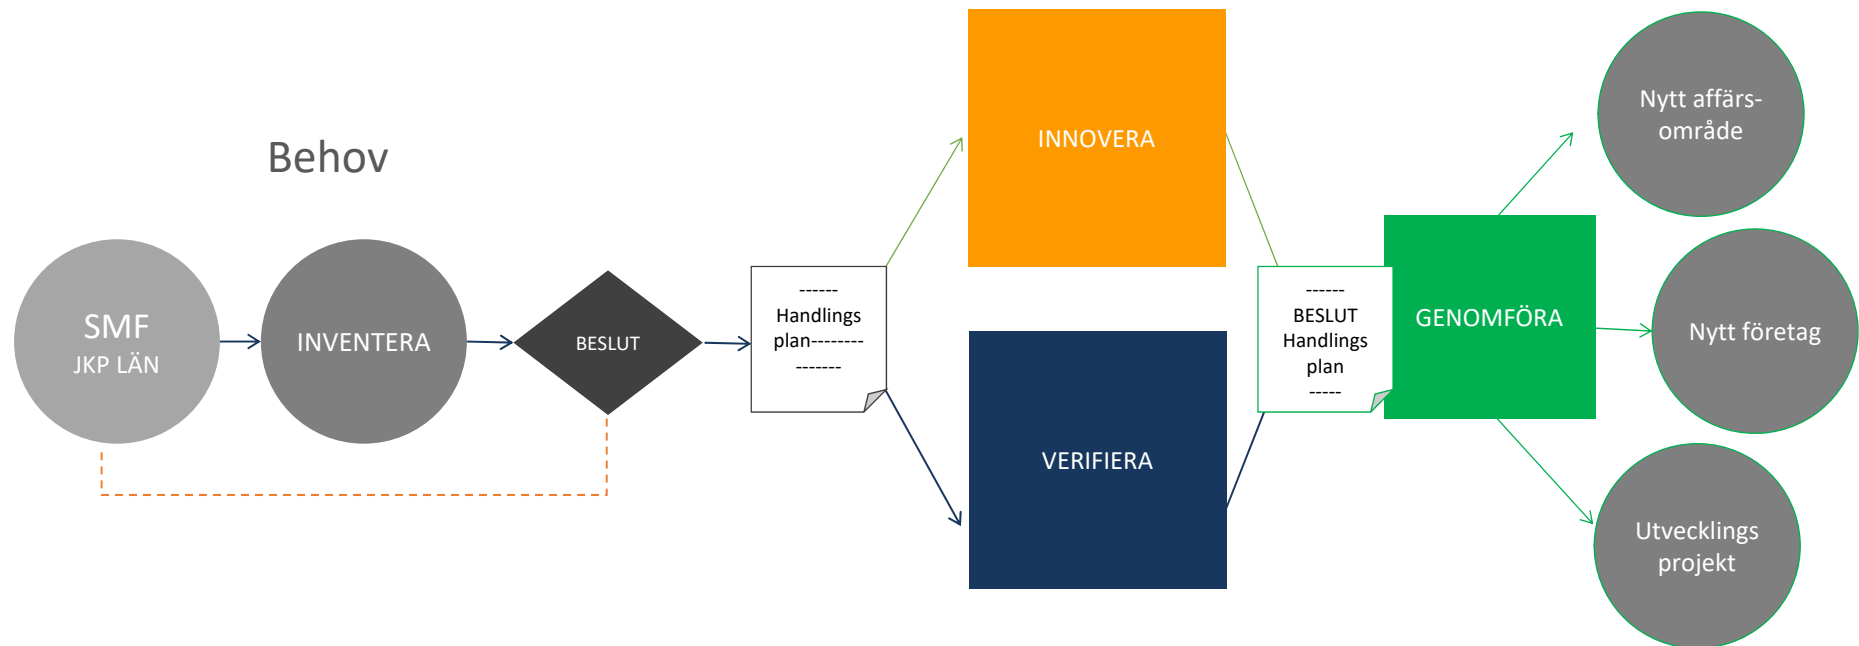 Behov
SMF
JKP LÄN
INVENTERA
BESLUT
------
Handlings
plan--------
-------
INNOVERA
VERIFIERA
------
BESLUT
Handlings
plan
-----
GENOMFÖRA
Nytt affärs-
område
Nytt företag
Utvecklings
projekt